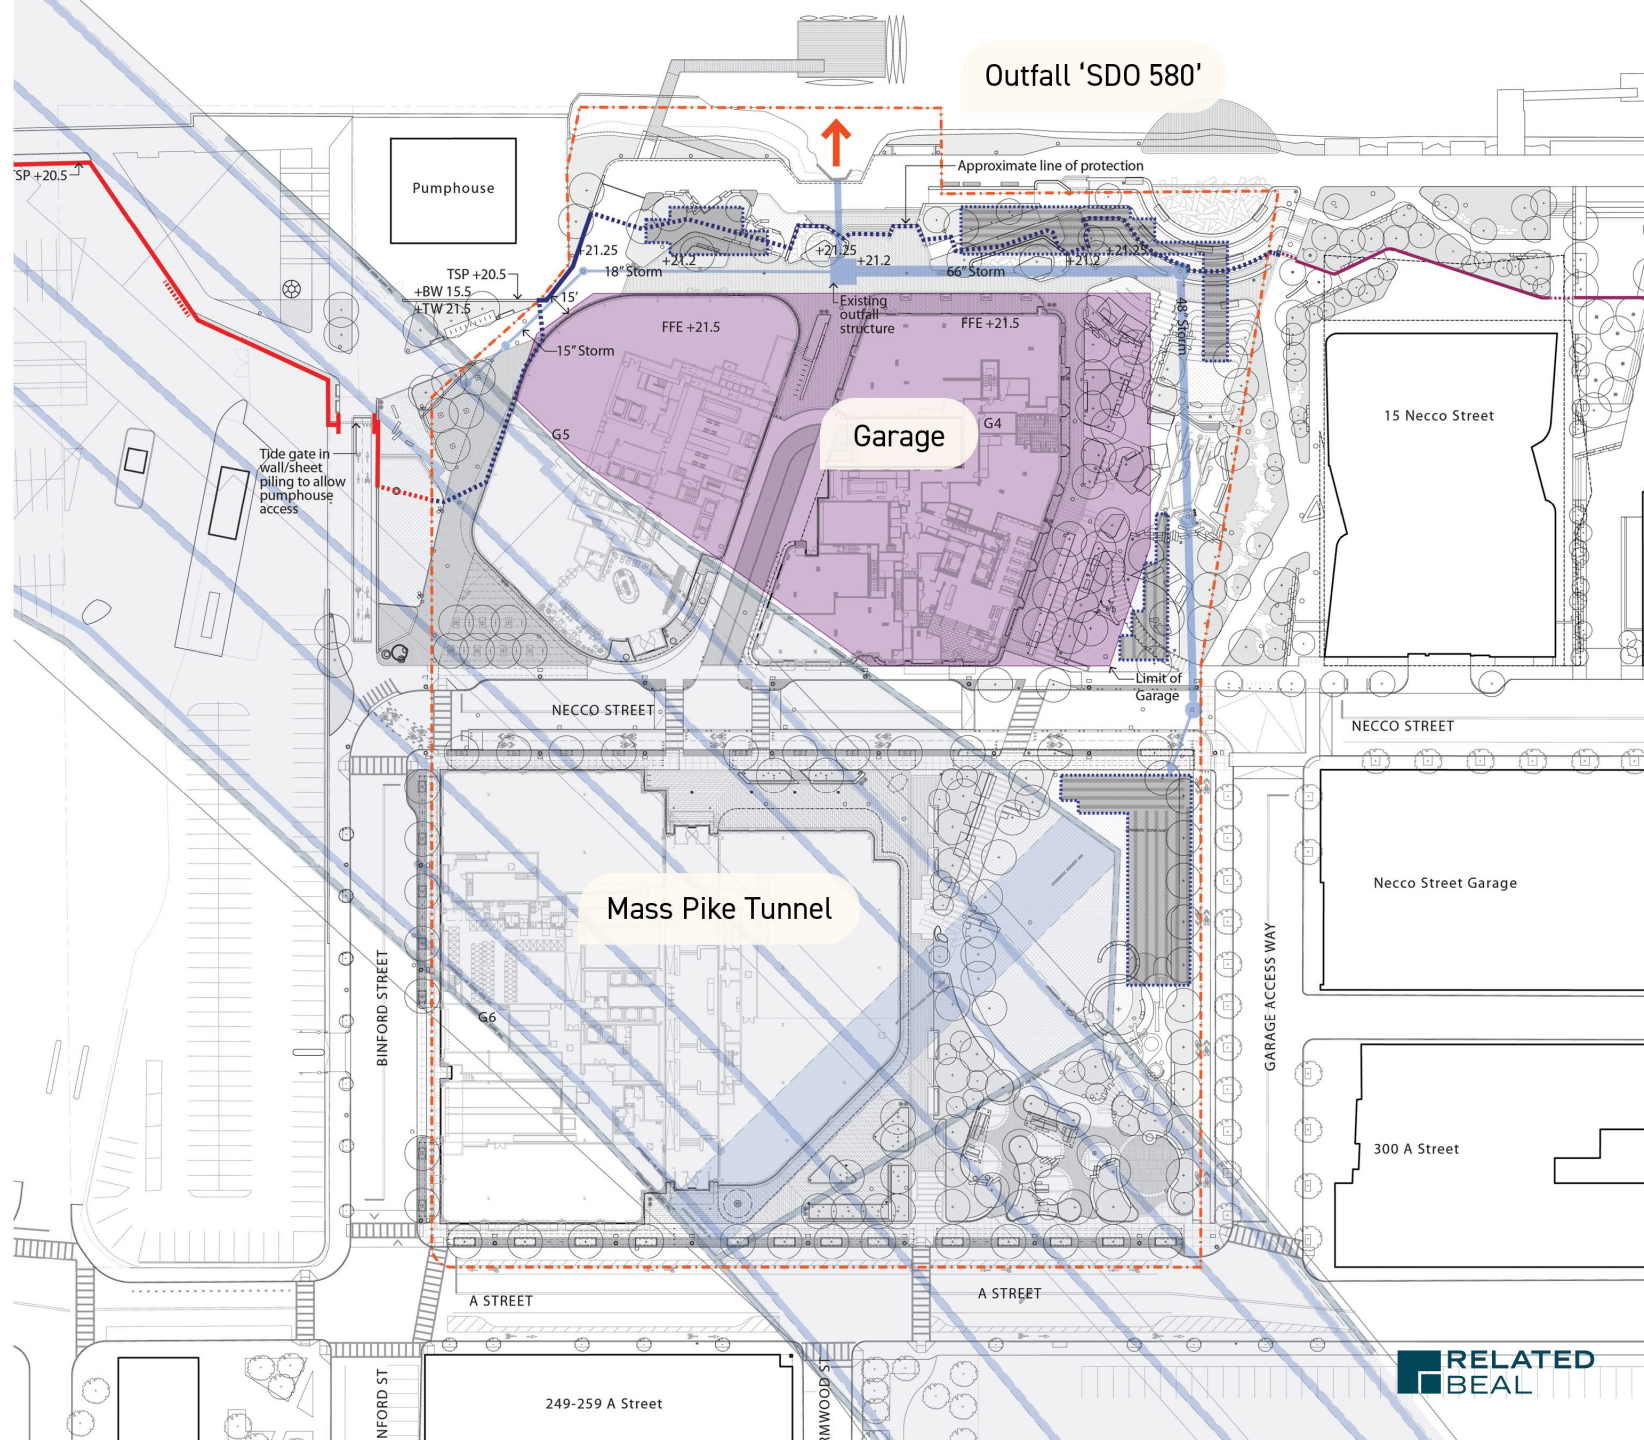 Outfall ‘SDO 580’
Approximate line of protection
TSP +20.5
Pumphouse
+21.25
+21.2
18” Storm
+21.25
+21.2
66” Storm
+21.2
+21.25
TSP +20.5
+BW 15.5
+TW 21.5
15’
Existing
outfall
structure
48” Storm
FFE +21.5
FFE +21.5
15” Storm
15 Necco Street
G5
Garage
G4
Tide gate in
wall/sheet
piling to allow
pumphouse
access
Limit of
Garage
NECCO STREET
NECCO STREET
Necco Street Garage
Mass Pike Tunnel
BINFORD STREET
GARAGE ACCESS WAY
G6
300 A Street
A STREET
A STREET
RELATED
BEAL
249-259 A Street
NFORD ST
RMWOOD ST